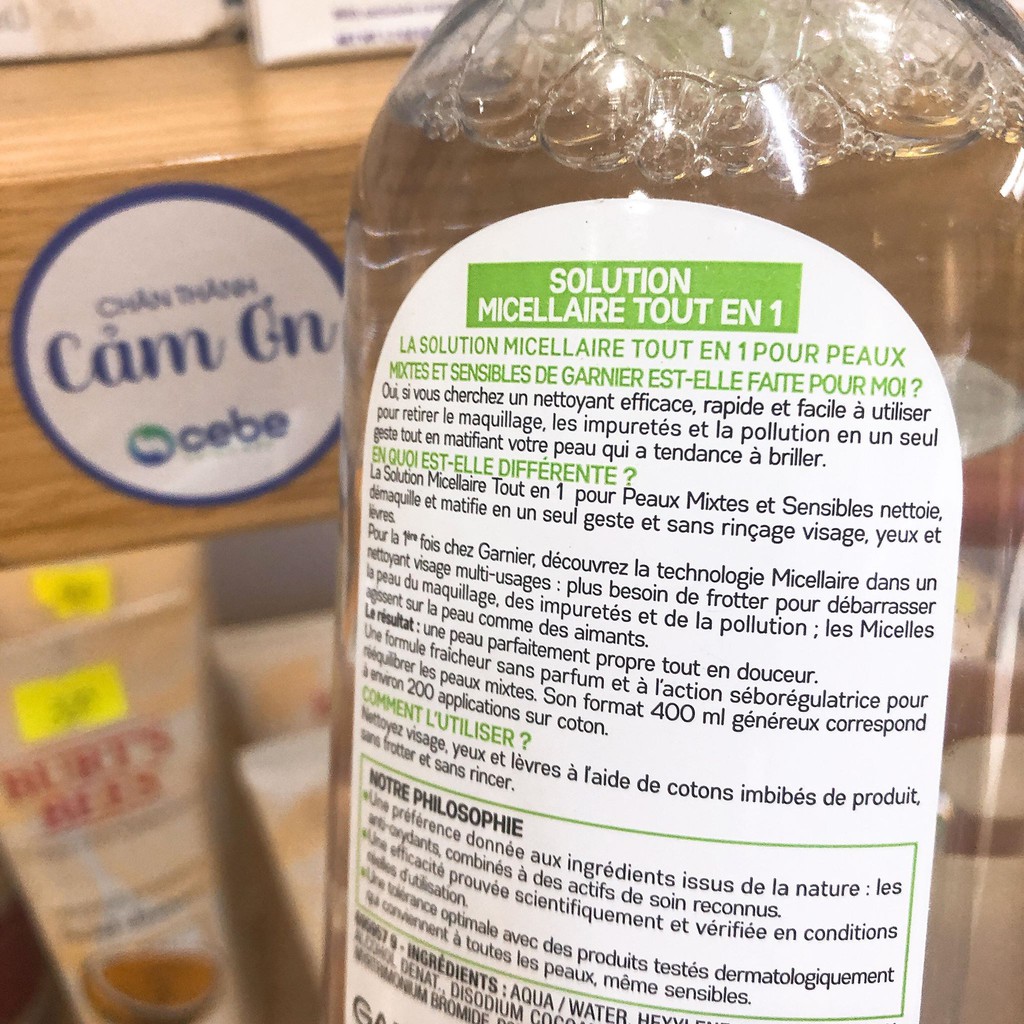 CHÂN THÀNH
Cảm Ơn
cebe
BURT'S
BEES
SOLUTION
MICELLAIRE TOUT EN 1
LA SOLUTION MICELLAIRE TOUT EN 1 POUR PEAUX
MIXTES ET SENSIBLES DE GARNIER EST-ELLE FAITE POUR MOI ?
Oui, si vous cherchez un nettoyant efficace, rapide et facile à utiliser
pour retirer le maquillage, les impuretés et la pollution en un seul
geste tout en matifiant votre peau qui a tendance à briller.
EN QUOI EST-ELLE DIFFÉRENTE ?
La Solution Micellaire Tout en 1 pour Peaux Mixtes et Sensibles nettoie,
démaquille et matifie en un seul geste et sans rinçage visage, yeux et
lèvres.
Pour la 1ère fois chez Garnier, découvrez la technologie Micellaire dans un
nettoyant visage multi-usages : plus besoin de frotter pour débarrasser
la peau du maquillage, des impuretés et de la pollution ; les Micelles
agissent sur la peau comme des aimants.
Le résultat : une peau parfaitement propre tout en douceur.
Une formule fraîcheur sans parfum et à l'action séborégulatrice pour
rééquilibrer les peaux mixtes. Son format 400 ml généreux correspond
à environ 200 applications sur coton.
COMMENT L'UTILISER ?
Nettoyez visage, yeux et lèvres à l'aide de cotons imbibés de produit,
sans frotter et sans rincer.
NOTRE PHILOSOPHIE
•Une préférence donnée aux ingrédients issus de la nature : les
anti-oxydants, combinés à des actifs de soin reconnus.
•Une efficacité prouvée scientifiquement et vérifiée en conditions
réelles d'utilisation.
•Une tolérance optimale avec des produits testés dermatologiquement
qui conviennent à toutes les peaux, même sensibles.
- INGRÉDIENTS : AQUA / WATER, HEXYLENE
ALCOHOL DENAT., DISODIUM
BROMIDE,